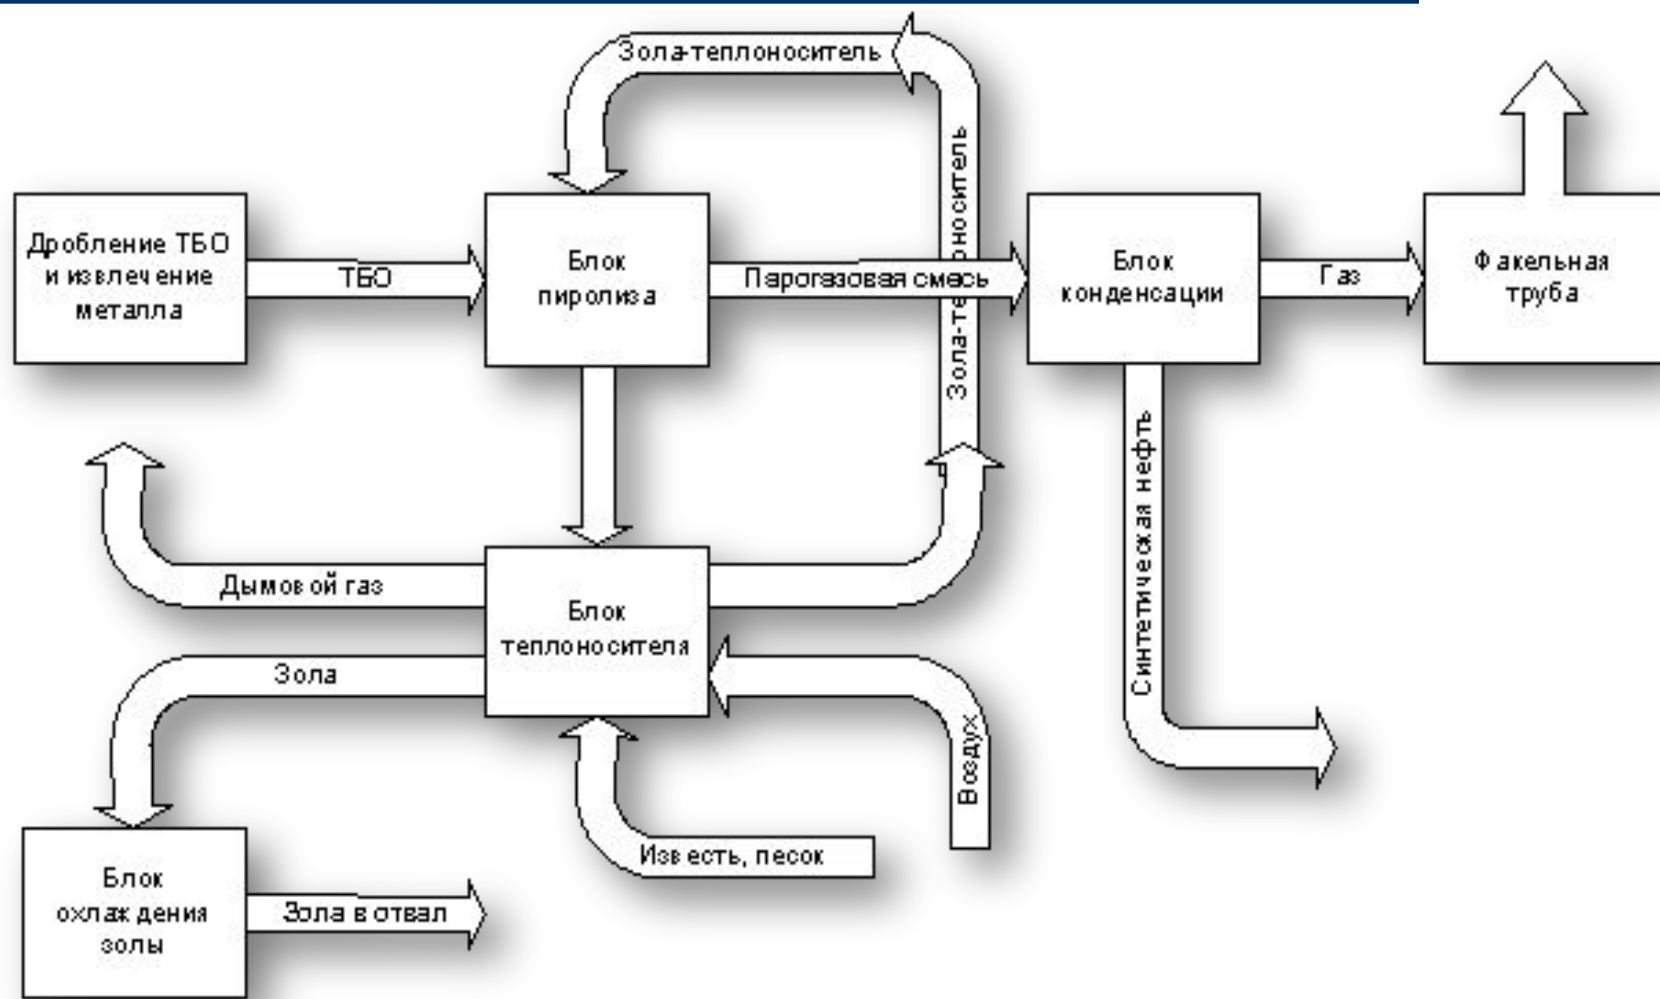 Зола-теплоноситель
Зола-теплоноситель
Дробление ТБО
и извлечение
металла
ТБО
Блок
пиролиза
Парогазовая смесь
Блок
конденсации
Газ
Факельная
труба
Синтетическая нефть
Дымовой газ
Блок
теплоносителя
Зола
Воздух
Известь, песок
Блок
охлаждения
золы
Зола в отвал